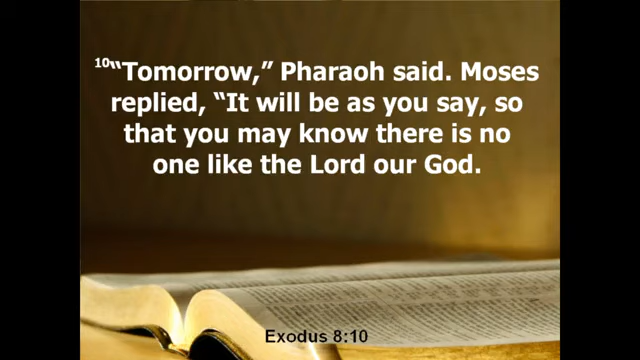 10“Tomorrow,” Pharaoh said. Moses
replied, “It will be as you say, so
that you may know there is no
one like the Lord our God.
Exodus 8:10